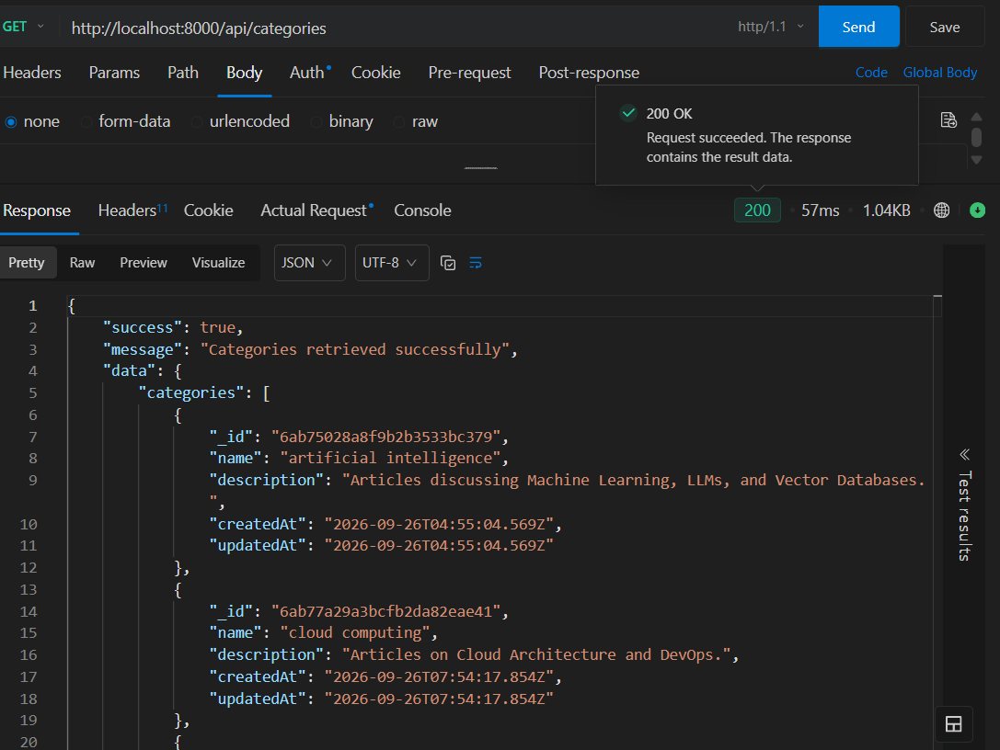 GET http://localhost:8000/api/categories http/1.1 Send Save
Headers Params Path Body Auth Cookie Pre-request Post-response Code Global Body
none form-data urlencoded binary raw
200 OK
Request succeeded. The response
contains the result data.
Response Headers 11 Cookie Actual Request Console 200 57ms 1.04KB
Pretty Raw Preview Visualize JSON UTF-8
1 {
2 "success": true,
3 "message": "Categories retrieved successfully",
4 "data": {
5 "categories": [
6 {
7 "_id": "6ab75028a8f9b2b3533bc379",
8 "name": "artificial intelligence",
9 "description": "Articles discussing Machine Learning, LLMs, and Vector Databases.
",
10 "createdAt": "2026-09-26T04:55:04.569Z",
11 "updatedAt": "2026-09-26T04:55:04.569Z"
12 },
13 {
14 "_id": "6ab77a29a3bcfb2da82eae41",
15 "name": "cloud computing",
16 "description": "Articles on Cloud Architecture and DevOps.",
17 "createdAt": "2026-09-26T07:54:17.854Z",
18 "updatedAt": "2026-09-26T07:54:17.854Z"
19 },
20 {
Test results